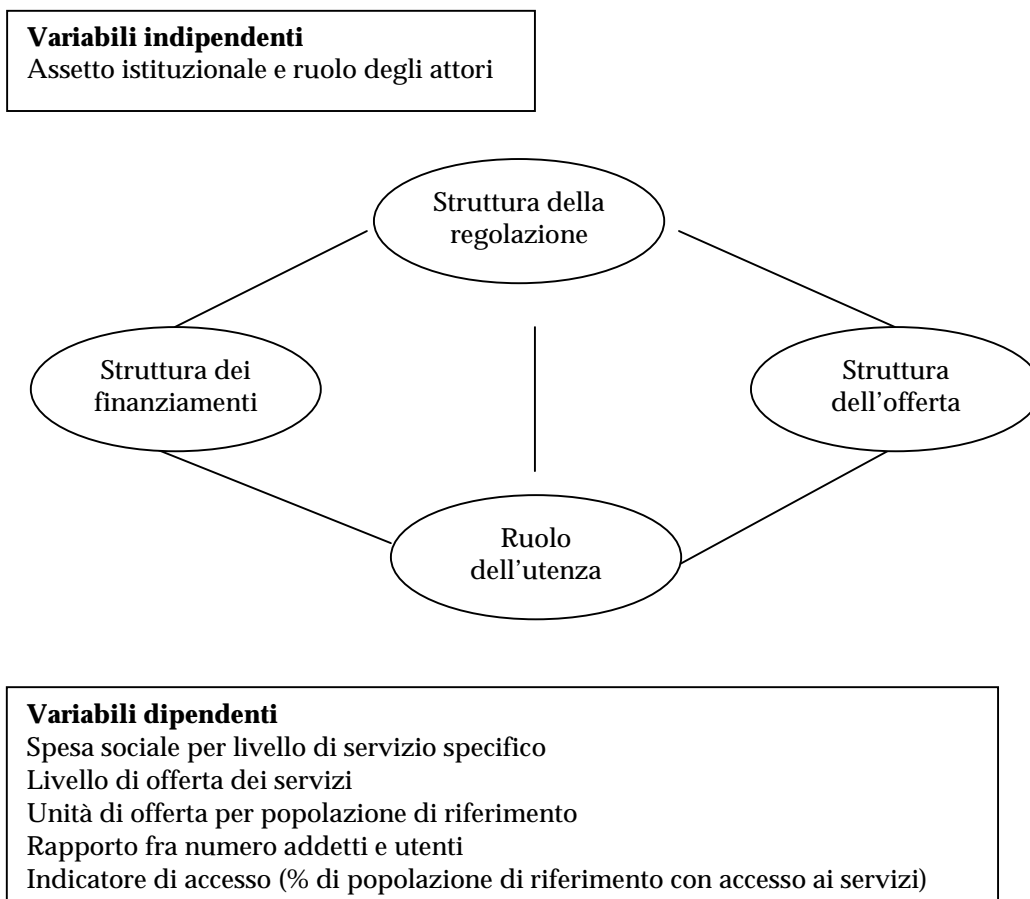 Variabili indipendenti
Assetto istituzionale e ruolo degli attori
Struttura della
regolazione
Struttura dei
finanziamenti
Struttura
dell’offerta
Ruolo
dell’utenza
Variabili dipendenti
Spesa sociale per livello di servizio specifico
Livello di offerta dei servizi
Unità di offerta per popolazione di riferimento
Rapporto fra numero addetti e utenti
Indicatore di accesso (% di popolazione di riferimento con accesso ai servizi)